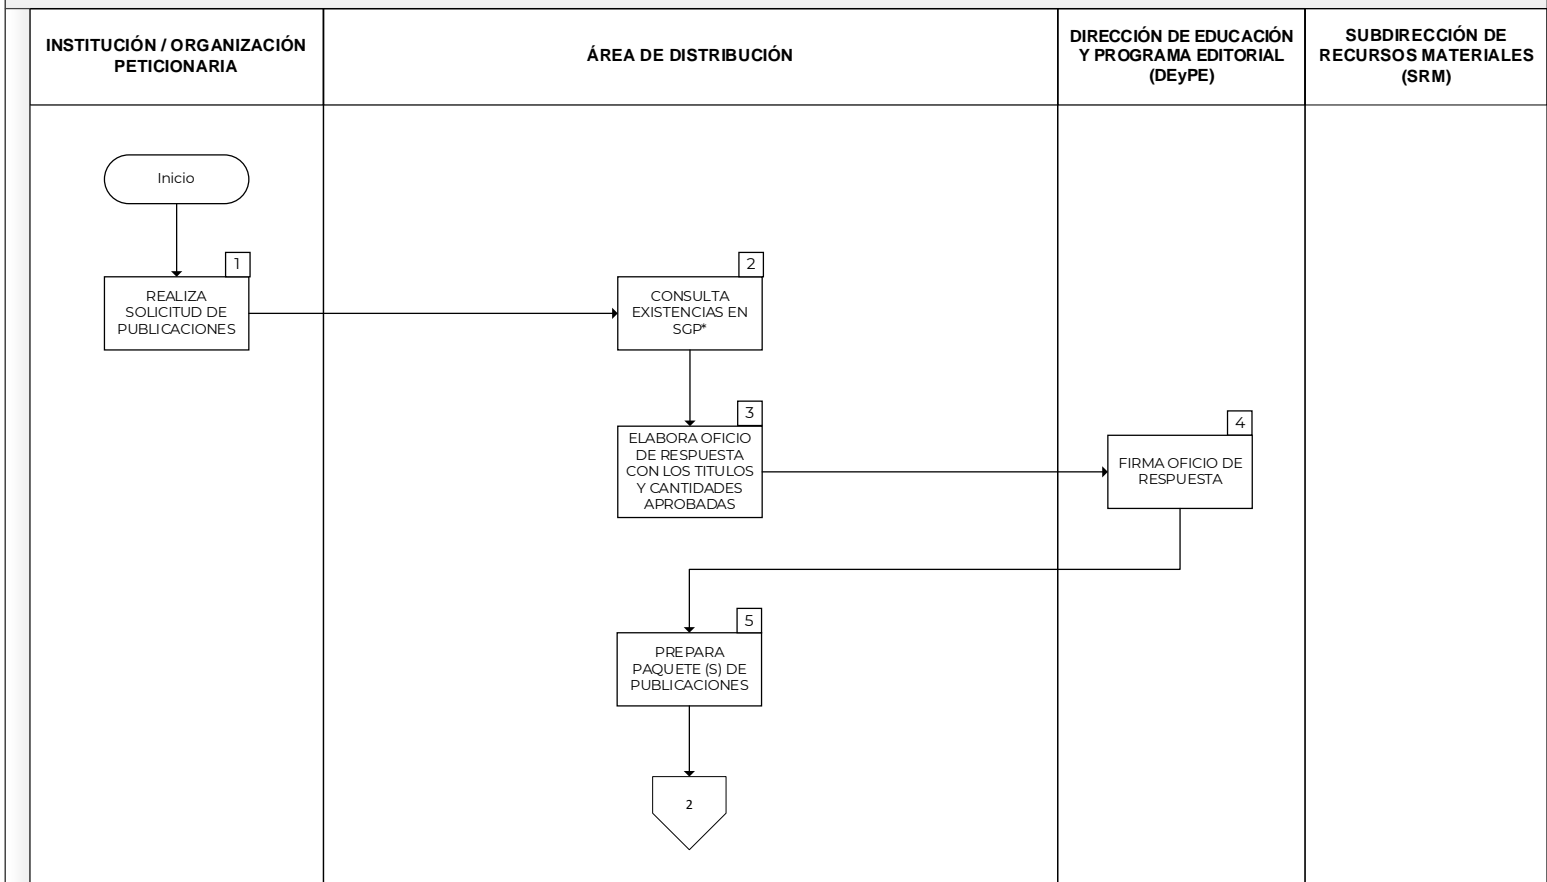 INSTITUCIÓN / ORGANIZACIÓN
PETICIONARIA
ÁREA DE DISTRIBUCIÓN
DIRECCIÓN DE EDUCACIÓN
Y PROGRAMA EDITORIAL
(DEyPE)
SUBDIRECCIÓN DE
RECURSOS MATERIALES
(SRM)
Inicio
1
REALIZA
SOLICITUD DE
PUBLICACIONES
2
CONSULTA
EXISTENCIAS EN
SGP*
3
ELABORA OFICIO
DE RESPUESTA
CON LOS TITULOS
Y CANTIDADES
APROBADAS
4
FIRMA OFICIO DE
RESPUESTA
5
PREPARA
PAQUETE (S) DE
PUBLICACIONES
2